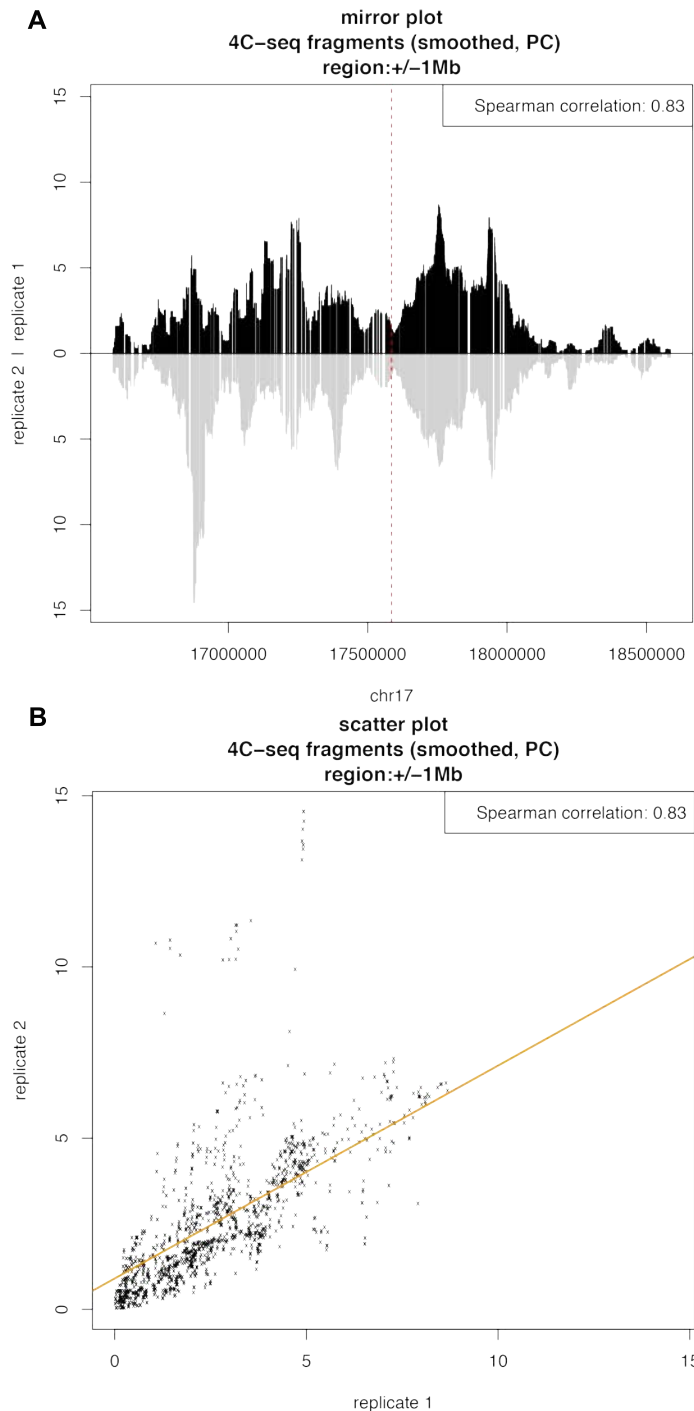 A
mirror plot
4C−seq fragments (smoothed, PC)
region:+/−1Mb
Spearman correlation: 0.83
15
10
5
0
5
10
15
replicate 2 | replicate 1
17000000 17500000 18000000 18500000
chr17
B
scatter plot
4C−seq fragments (smoothed, PC)
region:+/−1Mb
Spearman correlation: 0.83
15
10
5
0
replicate 2
0 5 10 15
replicate 1